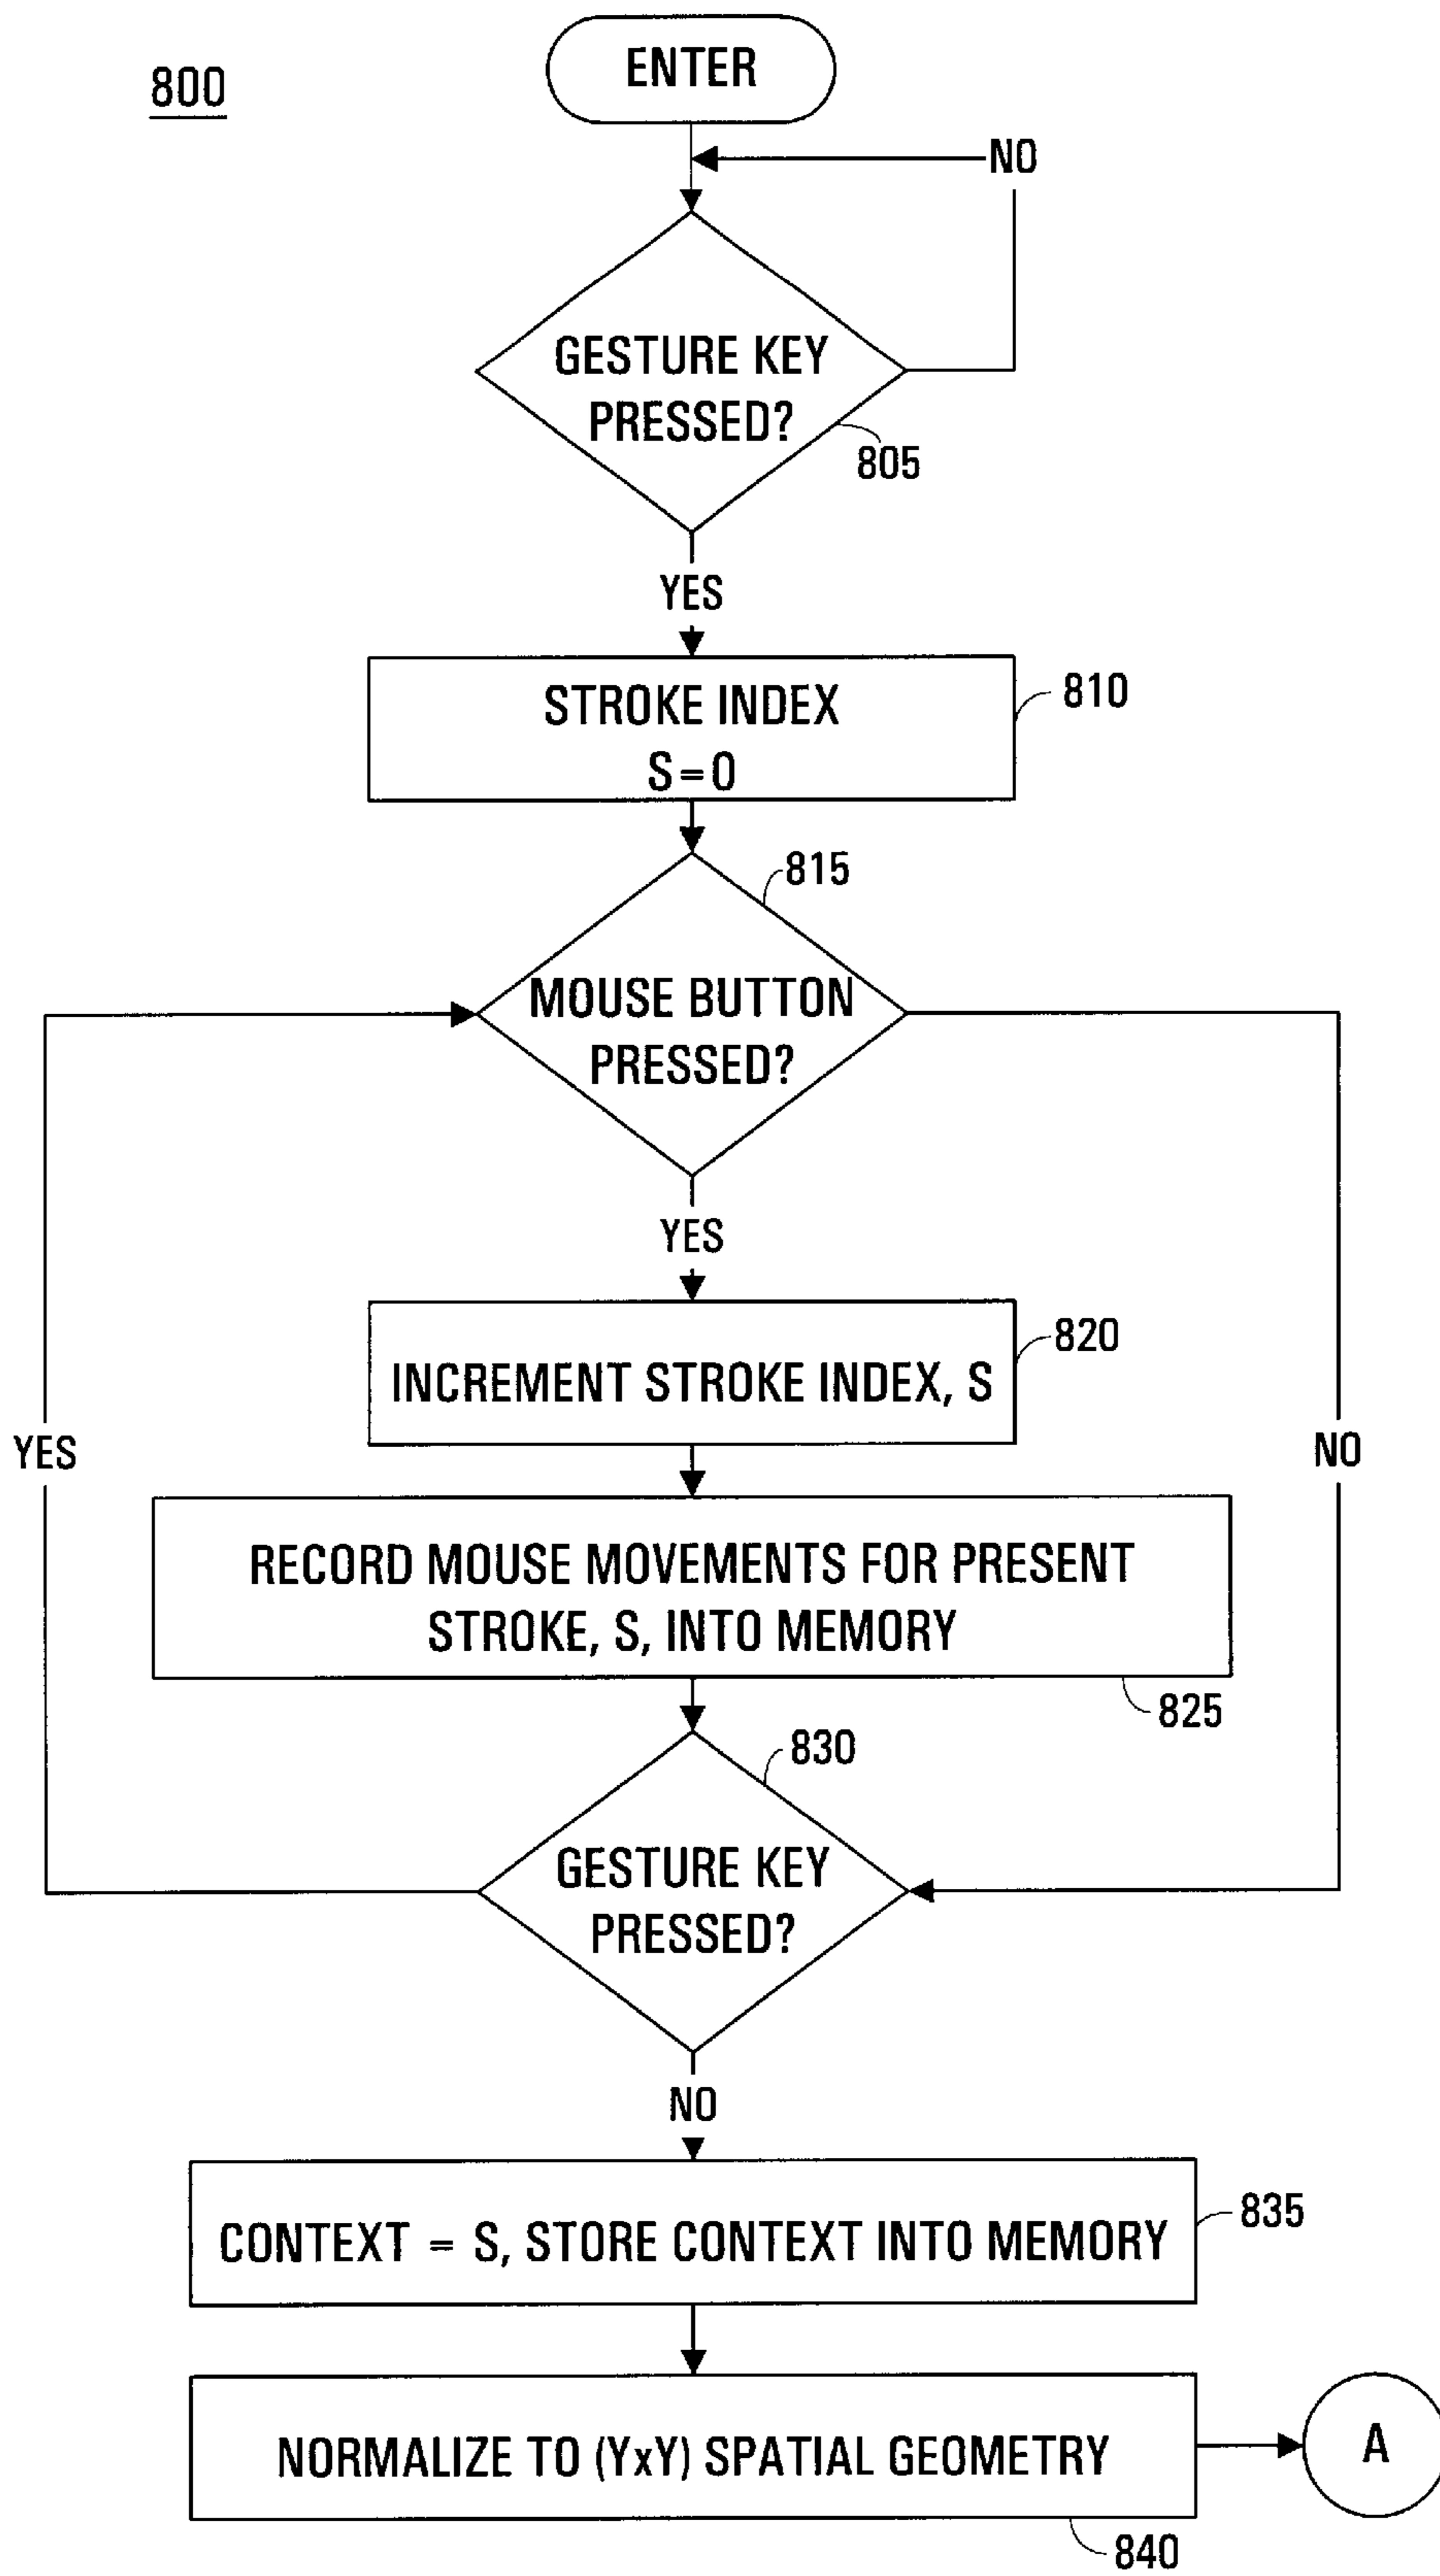 800
ENTER
NO
GESTURE KEY
PRESSED?
805
YES
STROKE INDEX
S = 0
810
815
MOUSE BUTTON
PRESSED?
YES
820
INCREMENT STROKE INDEX, S
YES
NO
RECORD MOUSE MOVEMENTS FOR PRESENT
STROKE, S, INTO MEMORY
825
830
GESTURE KEY
PRESSED?
NO
835
CONTEXT = S, STORE CONTEXT INTO MEMORY
NORMALIZE TO (YxY) SPATIAL GEOMETRY
A
840